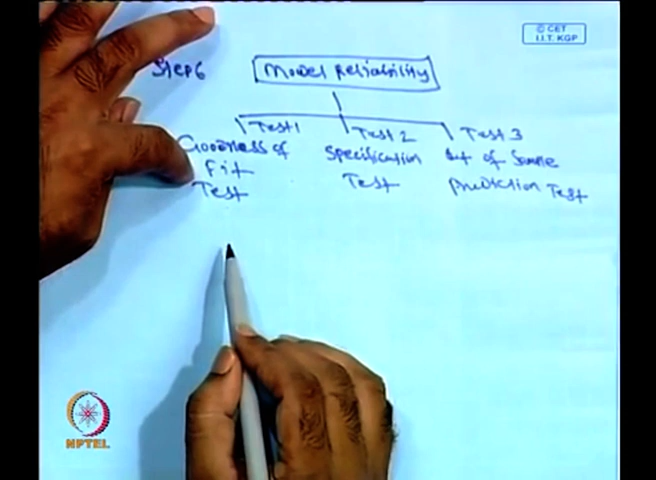 © CET
I.I.T. KGP
Step 6
Model Reliability
Test 1 Test 2 Test 3
Goodness of Specification out of Sample
Fit Test prediction Test
Test
NPTEL